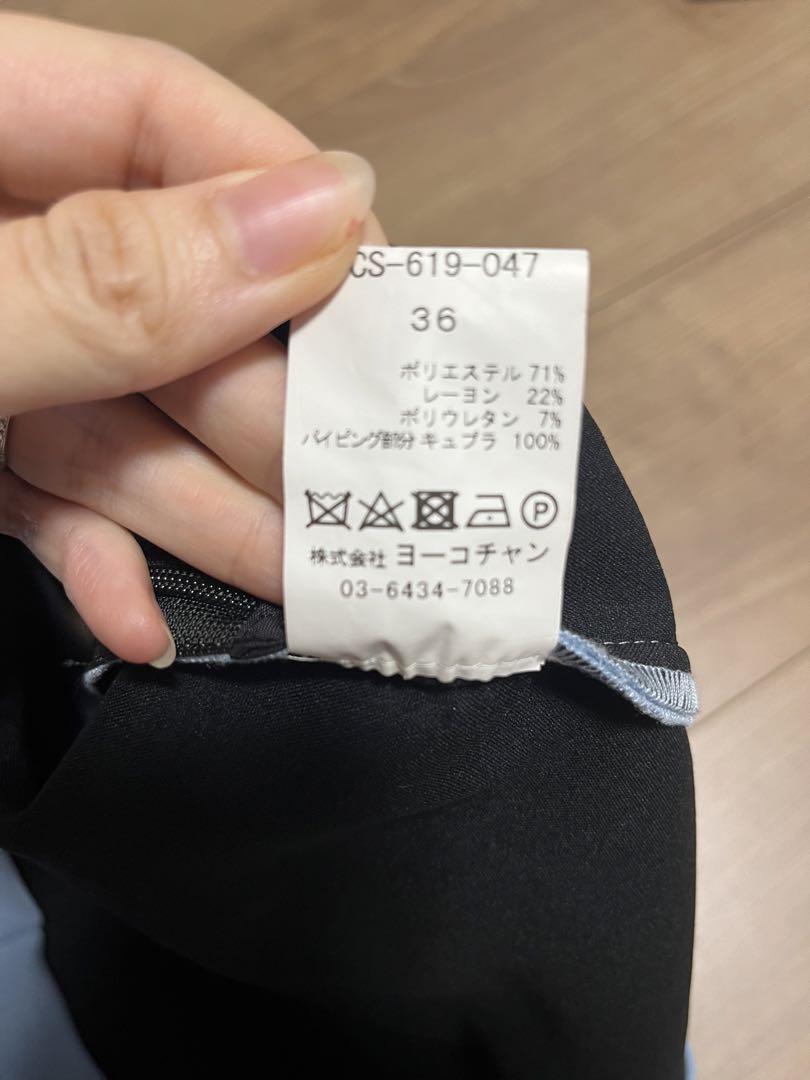 CS-619-047
36
ポリエステル 71%
レーヨン 22%
ポリウレタン 7%
パイピング部分 キュプラ 100%
P
株式会社 ヨーコチャン
03-6434-7088